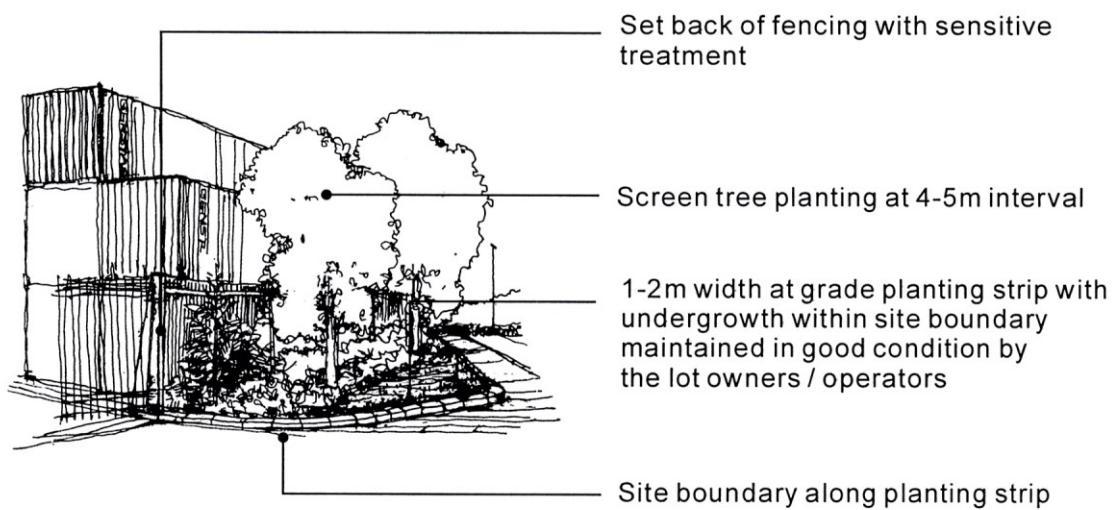 Set back of fencing with sensitive
treatment
Screen tree planting at 4-5m interval
1-2m width at grade planting strip with
undergrowth within site boundary
maintained in good condition by
the lot owners / operators
Site boundary along planting strip